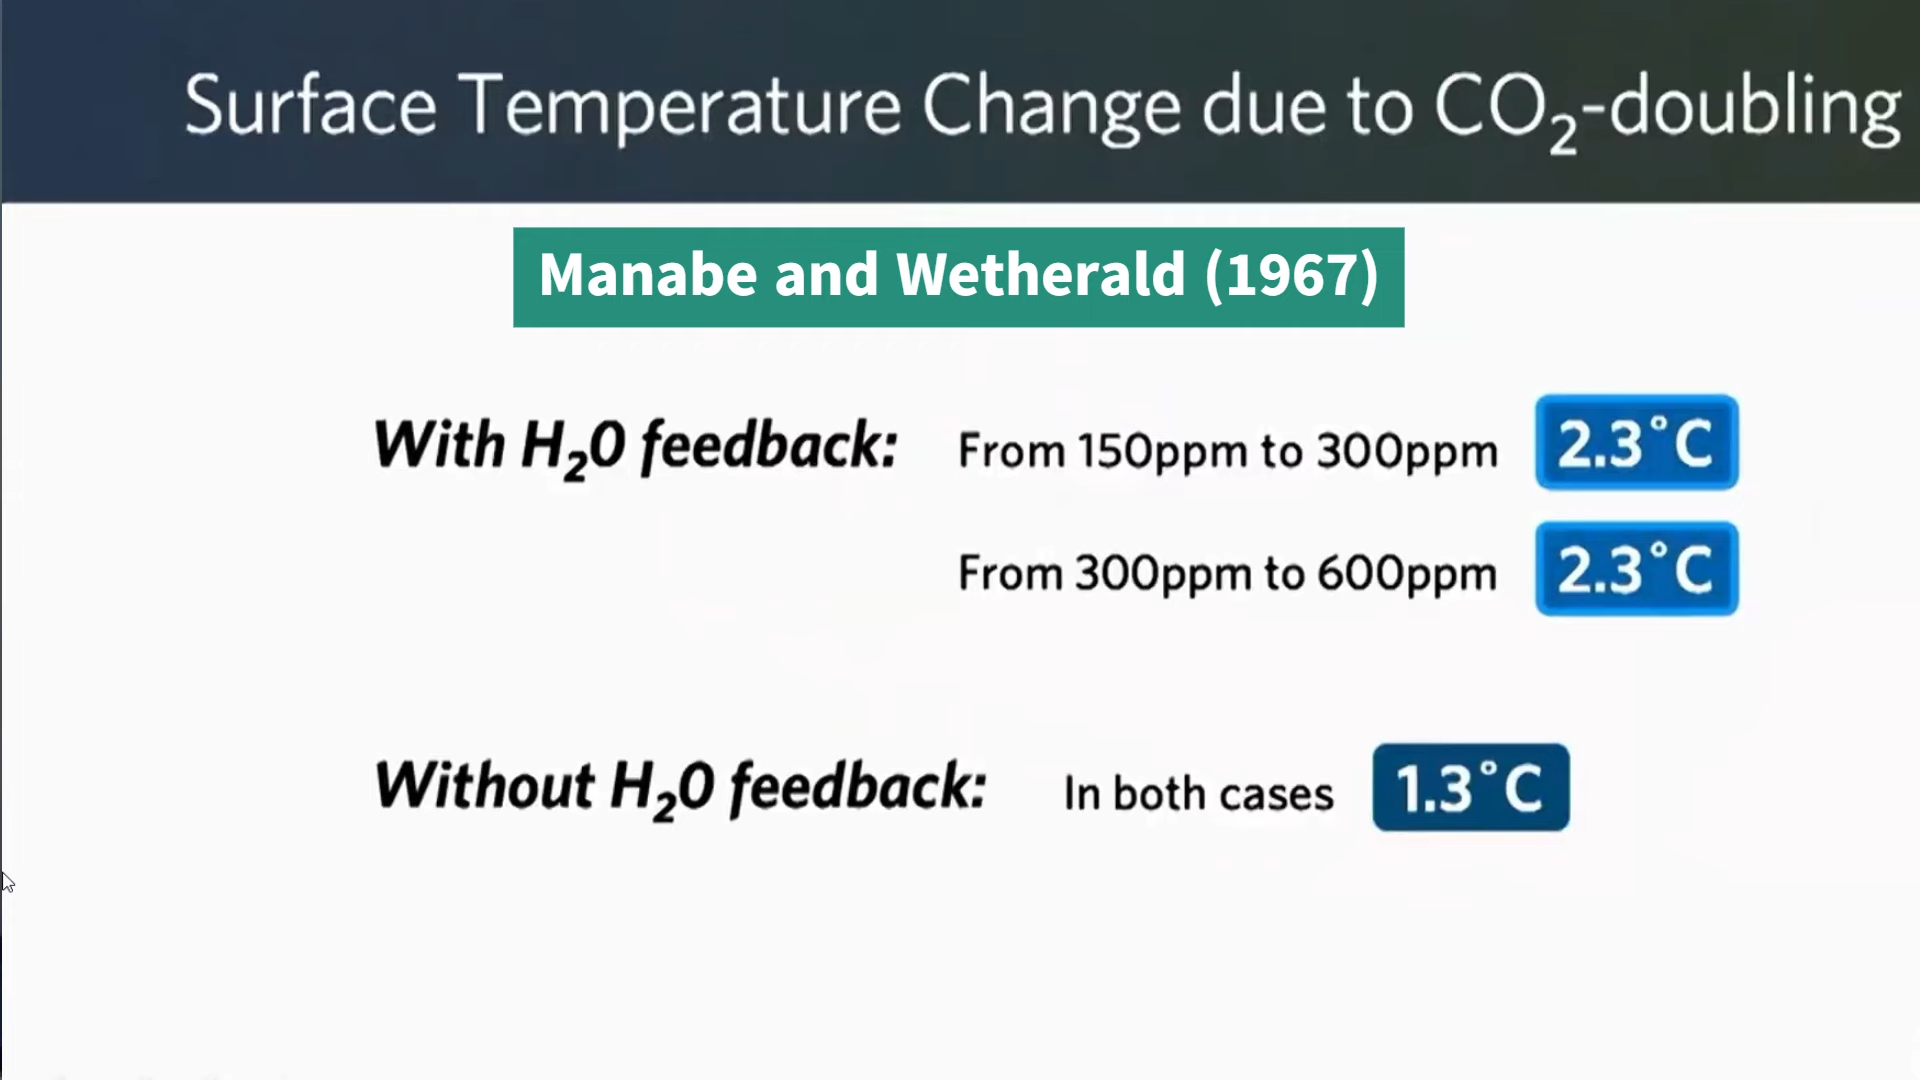 Surface Temperature Change due to CO₂-doubling
Manabe and Wetherald (1967)
With H₂0 feedback: From 150ppm to 300ppm 2.3°C
From 300ppm to 600ppm 2.3°C
Without H₂0 feedback: In both cases 1.3°C